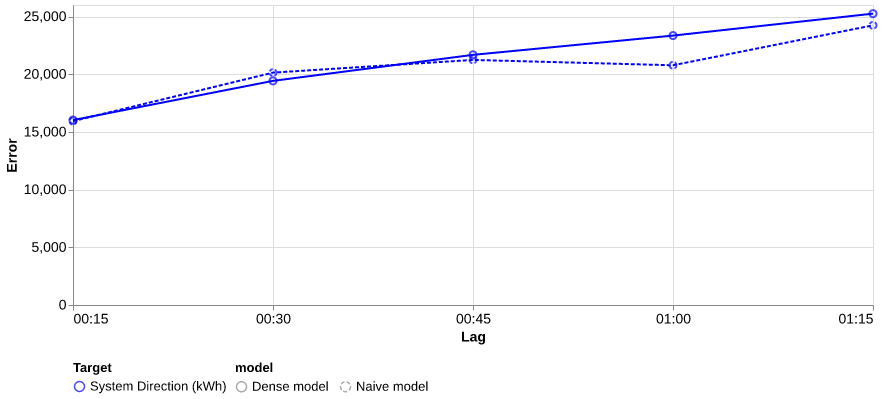 25,000
20,000
15,000
10,000
5,000
0
Error
00:15 00:30 00:45 01:00 01:15
Lag
Target model
System Direction (kWh) Dense model Naive model